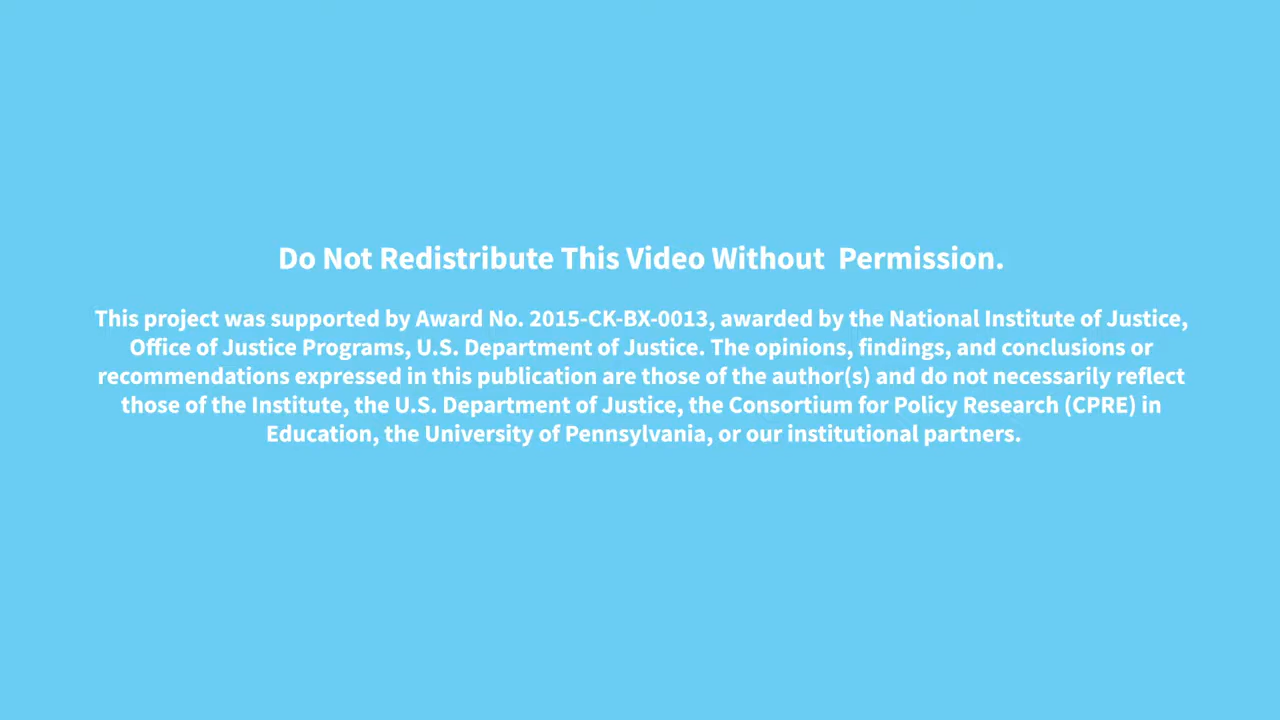 Do Not Redistribute This Video Without  Permission.
This project was supported by Award No. 2015-CK-BX-0013, awarded by the National Institute of Justice,
Office of Justice Programs, U.S. Department of Justice. The opinions, findings, and conclusions or
recommendations expressed in this publication are those of the author(s) and do not necessarily reflect
those of the Institute, the U.S. Department of Justice, the Consortium for Policy Research (CPRE) in
Education, the University of Pennsylvania, or our institutional partners.